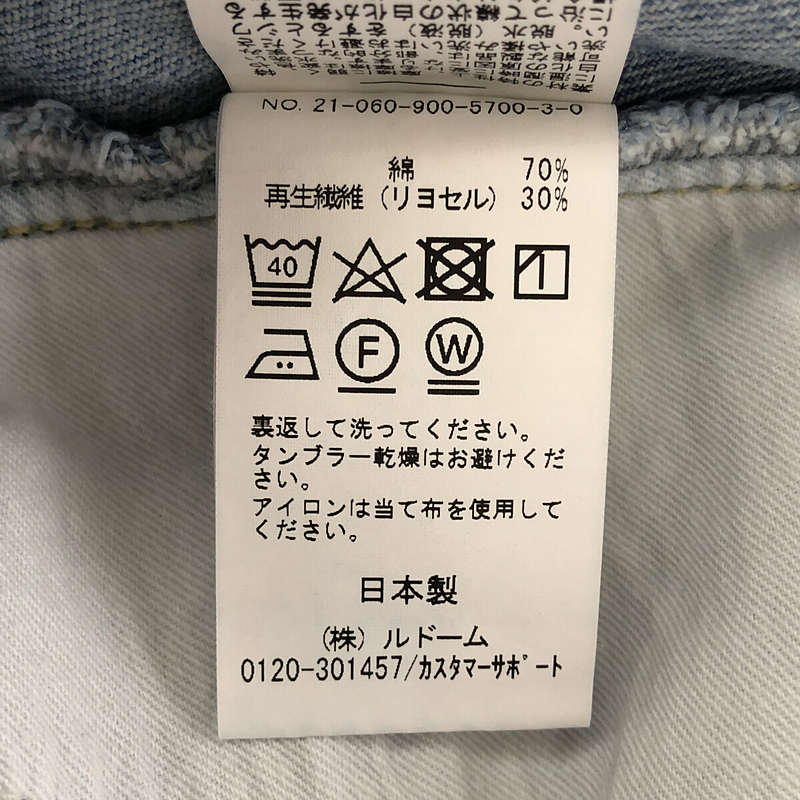 NO. 21-060-900-5700-3-0
綿 70%
再生繊維（リヨセル） 30%
40
F
W
裏返して洗ってください。
タンブラー乾燥はお避けくだ
さい。
アイロンは当て布を使用して
ください。
日本製
（株）ルドーム
0120-301457/ｶｽﾀﾏｰｻﾎﾟｰﾄ